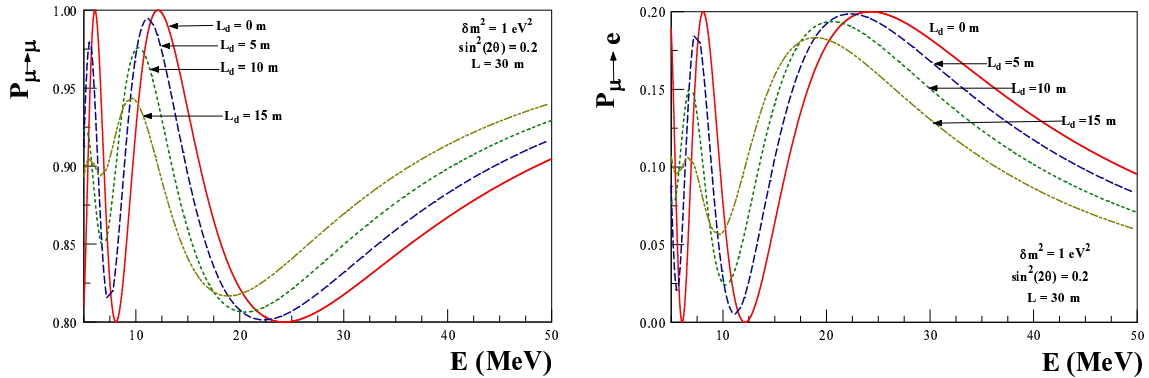 1.00
0.95
0.90
0.85
0.80
10
20
30
40
50
P μ→μ
E (MeV)
L_d = 0 m
L_d = 5 m
L_d = 10 m
L_d = 15 m
δm² = 1 eV²
sin²(2θ) = 0.2
L = 30 m
0.20
0.15
0.10
0.05
0.00
10
20
30
40
50
P μ→e
E (MeV)
L_d = 0 m
L_d =5 m
L_d =10 m
L_d =15 m
δm² = 1 eV²
sin²(2θ) = 0.2
L = 30 m